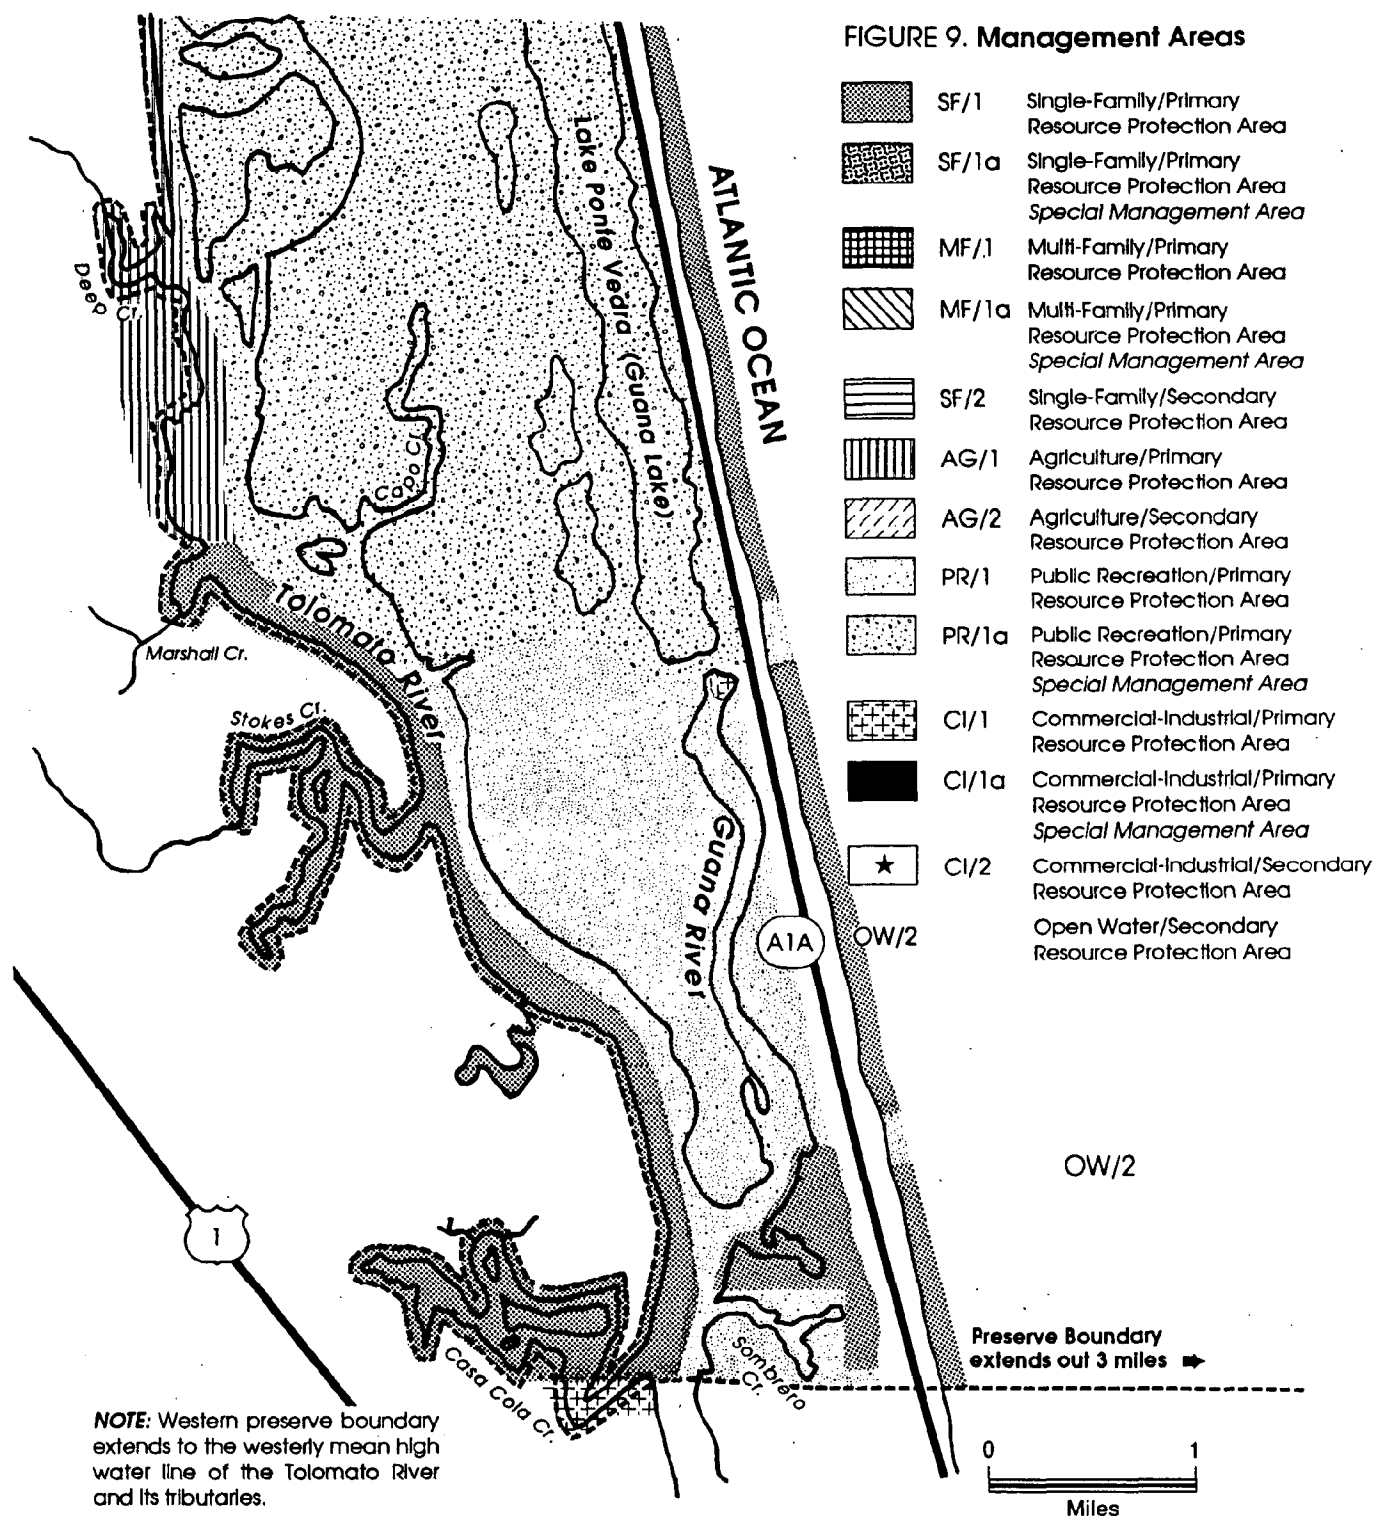 FIGURE 9. Management Areas
SF/1 Single-Family/Primary
Resource Protection Area
SF/1a Single-Family/Primary
Resource Protection Area
Special Management Area
MF/1 Multi-Family/Primary
Resource Protection Area
MF/1a Multi-Family/Primary
Resource Protection Area
Special Management Area
SF/2 Single-Family/Secondary
Resource Protection Area
AG/1 Agriculture/Primary
Resource Protection Area
AG/2 Agriculture/Secondary
Resource Protection Area
PR/1 Public Recreation/Primary
Resource Protection Area
PR/1a Public Recreation/Primary
Resource Protection Area
Special Management Area
CI/1 Commercial-Industrial/Primary
Resource Protection Area
CI/1a Commercial-Industrial/Primary
Resource Protection Area
Special Management Area
CI/2 Commercial-Industrial/Secondary
Resource Protection Area
OW/2 Open Water/Secondary
Resource Protection Area
Lake Ponte Vedra (Guana Lake)
ATLANTIC OCEAN
Deep Cr.
Capo Cr.
Tolomato River
Marshall Cr.
Stokes Cr.
Guana River
A1A
OW/2
1
Casa Cola Cr.
Sombrero
Cr.
Preserve Boundary
extends out 3 miles
NOTE: Western preserve boundary
extends to the westerly mean high
water line of the Tolomato River
and its tributaries.
0 1
Miles